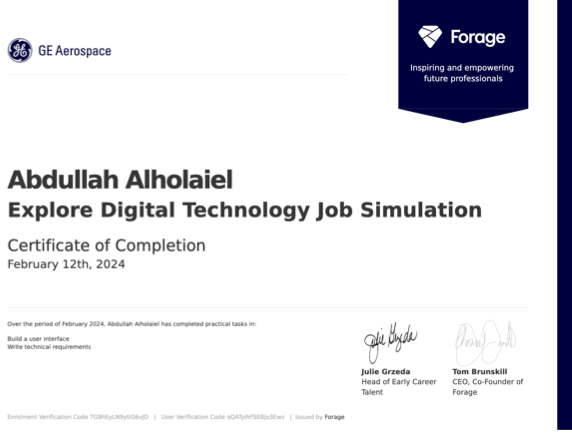 GE Aerospace
Forage
Inspiring and empowering
future professionals
Abdullah Alholaiel
Explore Digital Technology Job Simulation
Certificate of Completion
February 12th, 2024
Over the period of February 2024, Abdullah Alholaiel has completed practical tasks in:
Build a user interface
Write technical requirements
Julie Grzeda
Julie Grzeda
Head of Early Career
Talent
Tom Brunskill
CEO, Co-Founder of
Forage
Enrolment Verification Code | User Verification Code | Issued by Forage